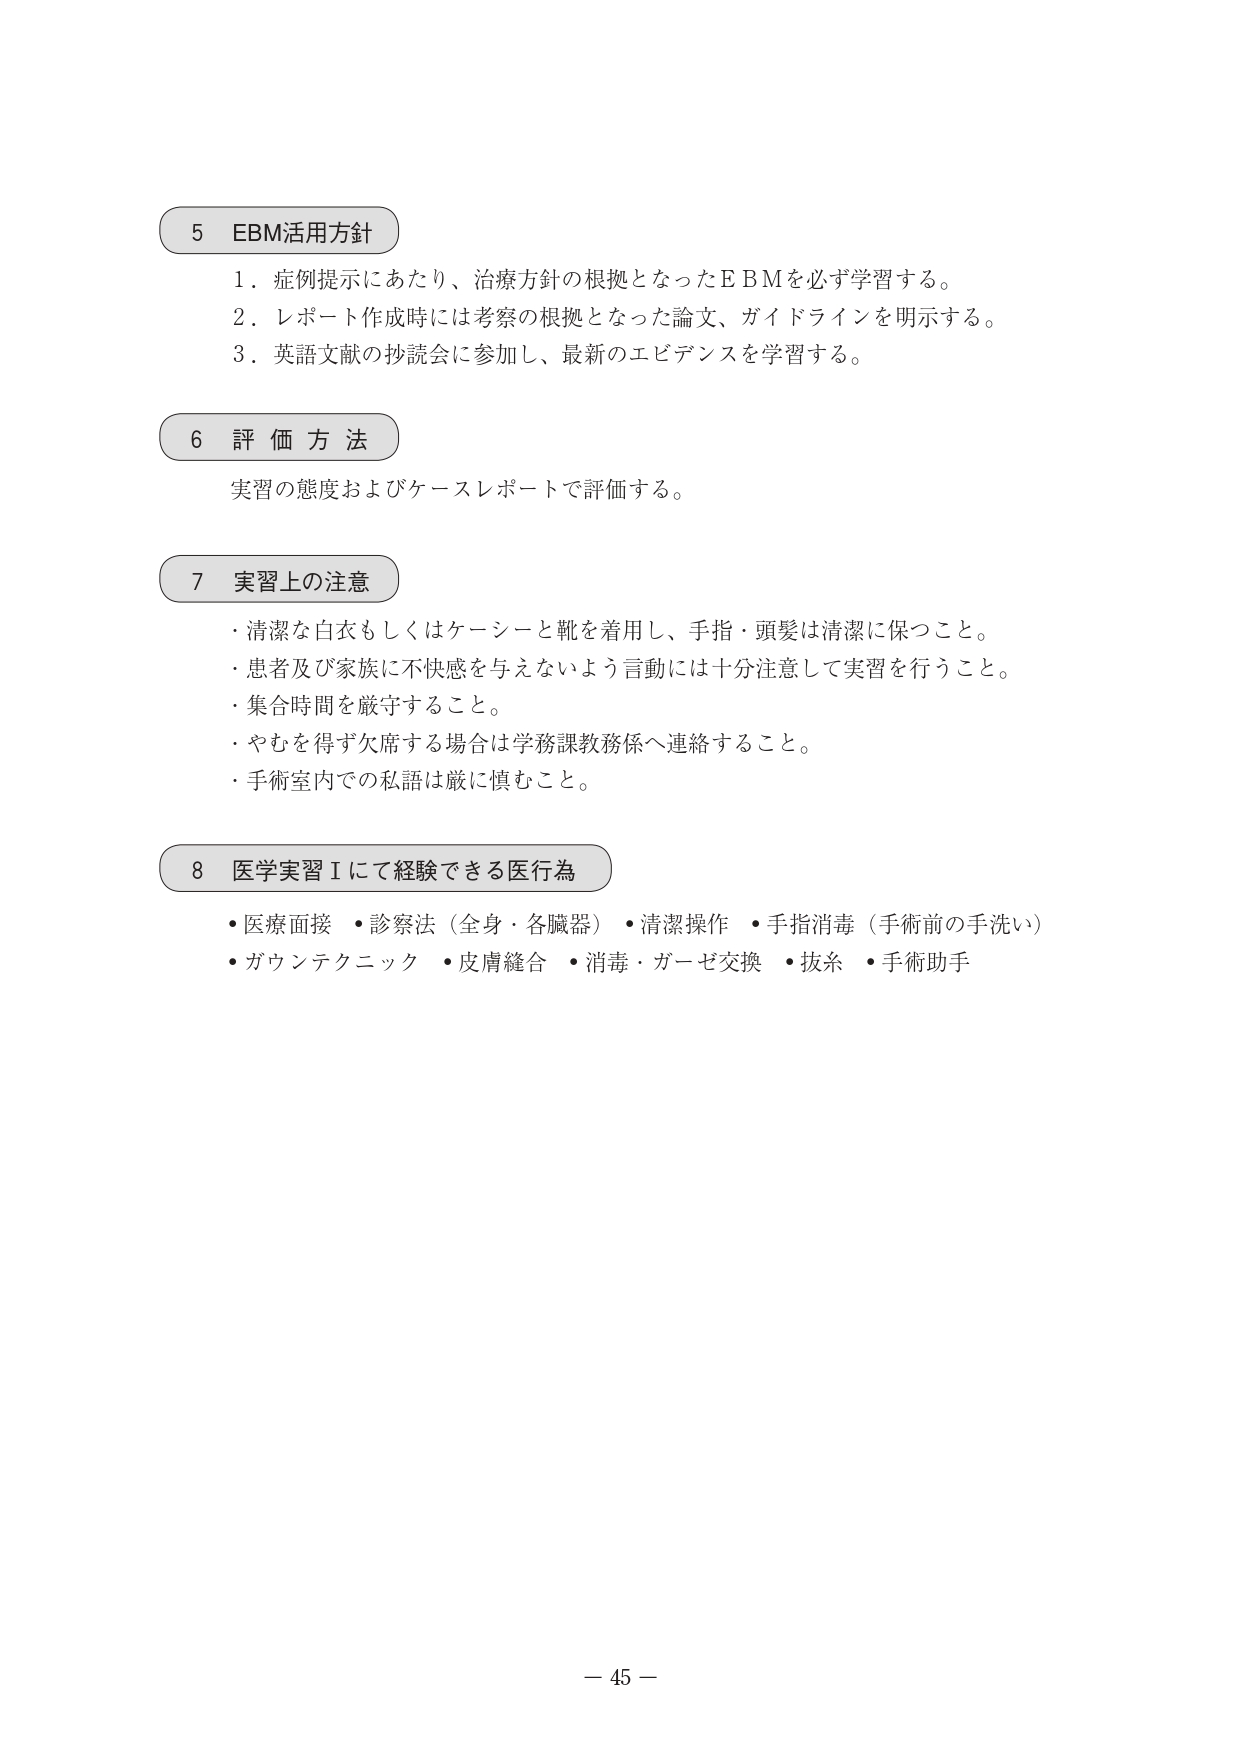 5　EBM活用方針
１．症例提示にあたり、治療方針の根拠となったＥＢＭを必ず学習する。
２．レポート作成時には考察の根拠となった論文、ガイドラインを明示する。
３．英語文献の抄読会に参加し、最新のエビデンスを学習する。
6　評 価 方 法
実習の態度およびケースレポートで評価する。
7　実習上の注意
・清潔な白衣もしくはケーシーと靴を着用し、手指・頭髪は清潔に保つこと。
・患者及び家族に不快感を与えないよう言動には十分注意して実習を行うこと。
・集合時間を厳守すること。
・やむを得ず欠席する場合は学務課教務係へ連絡すること。
・手術室内での私語は厳に慎むこと。
8　医学実習Ⅰにて経験できる医行為
•医療面接　•診察法（全身・各臓器）　•清潔操作　•手指消毒（手術前の手洗い）
•ガウンテクニック　•皮膚縫合　•消毒・ガーゼ交換　•抜糸　•手術助手
― 45 ―